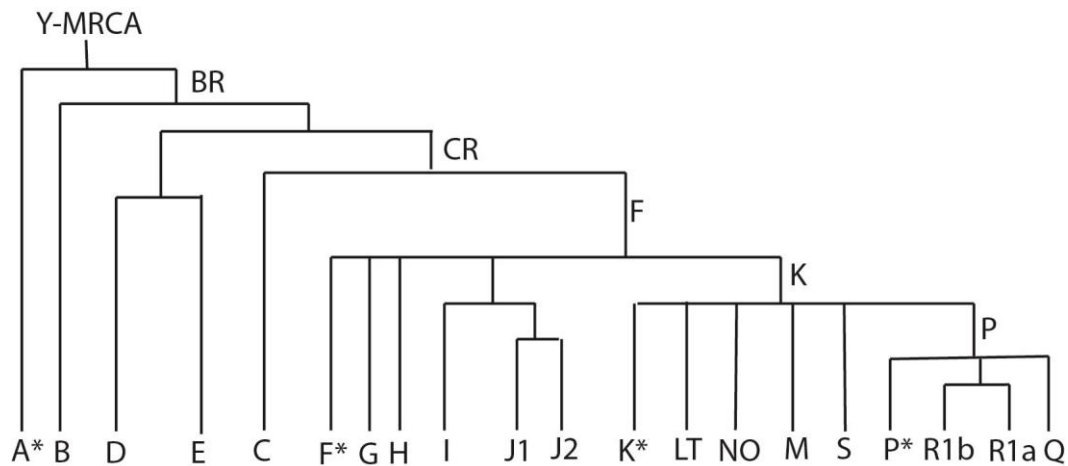 Y-MRCA
BR
CR
F
K
P
A* B D E C F* G H I J1 J2 K* LT NO M S P* R1b R1a Q